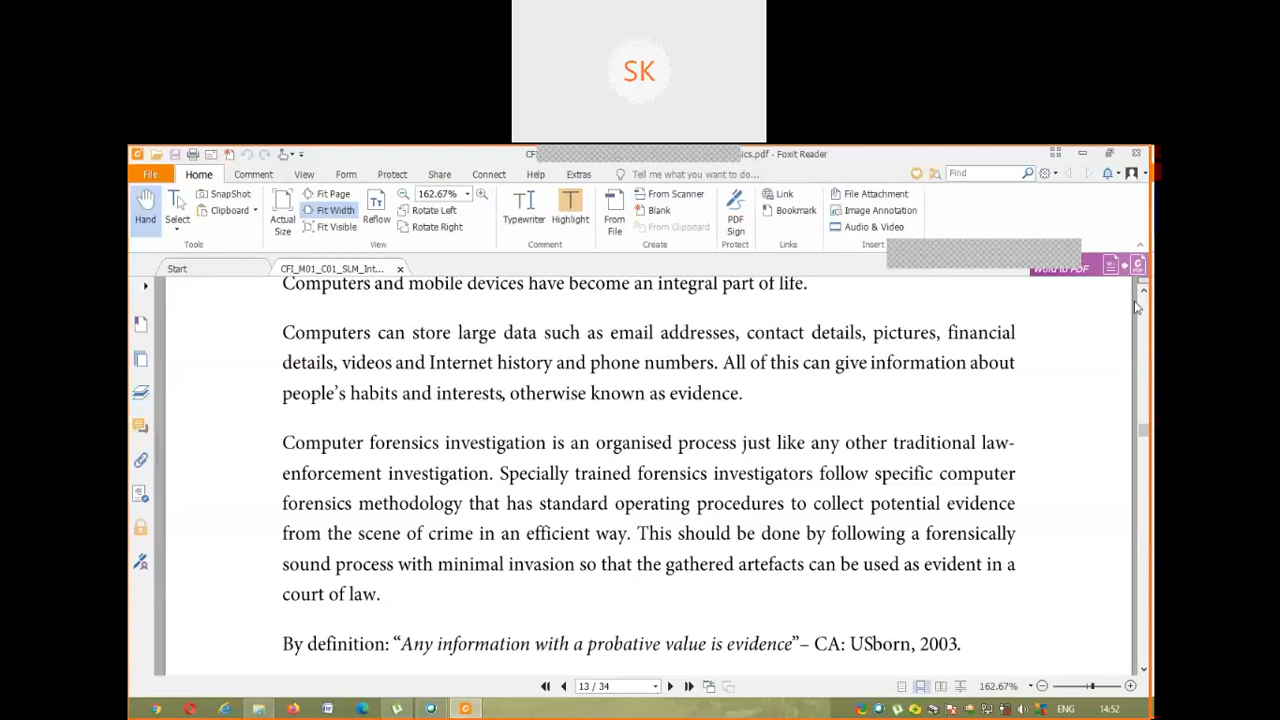 SK
CFI
ics.pdf - Foxit Reader
File Home Comment View Form Protect Share Connect Help Extras Tell me what you want to do... Find
Hand
Select
SnapShot
Clipboard
Tools
Actual Size
Fit Page
Fit Width
Fit Visible
Reflow
162.67%
Rotate Left
Rotate Right
View
Typewriter
Highlight
Comment
From File
From Scanner
Blank
From Clipboard
Create
PDF Sign
Protect
Link
Bookmark
Links
File Attachment
Image Annotation
Audio & Video
Insert
Start
CFI_M01_C01_SLM_Int...
Computers and mobile devices have become an integral part of life.
Computers can store large data such as email addresses, contact details, pictures, financial
details, videos and Internet history and phone numbers. All of this can give information about
people's habits and interests, otherwise known as evidence.
Computer forensics investigation is an organised process just like any other traditional law-
enforcement investigation. Specially trained forensics investigators follow specific computer
forensics methodology that has standard operating procedures to collect potential evidence
from the scene of crime in an efficient way. This should be done by following a forensically
sound process with minimal invasion so that the gathered artefacts can be used as evident in a
court of law.
By definition: “Any information with a probative value is evidence”– CA: USborn, 2003.
13 / 34
162.67%
ENG 14:52